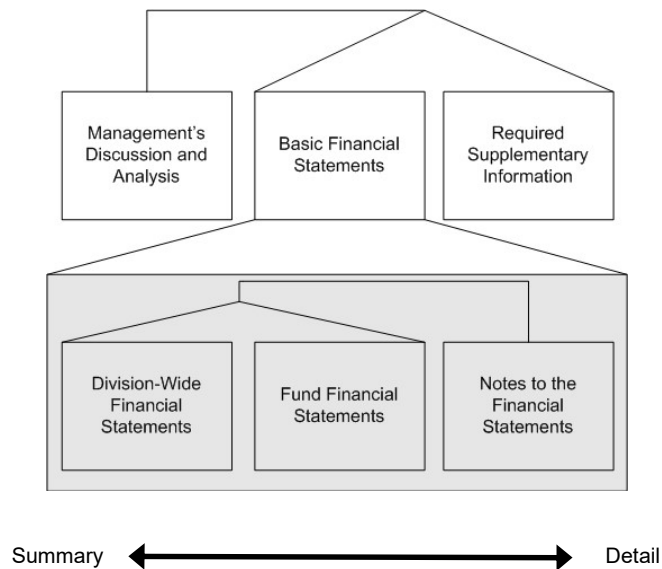 Management's
Discussion and
Analysis
Basic Financial
Statements
Required
Supplementary
Information
Division-Wide
Financial
Statements
Fund Financial
Statements
Notes to the
Financial
Statements
Summary
Detail